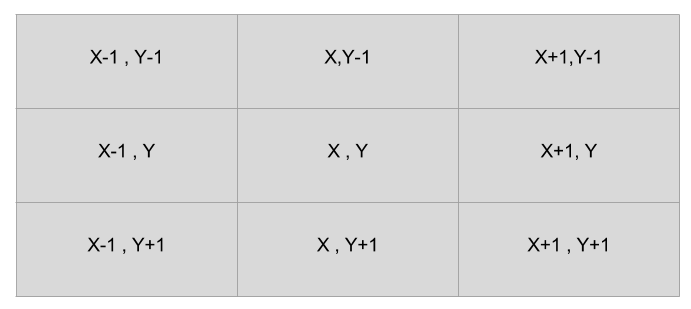 X-1 , Y-1
X,Y-1
X+1,Y-1
X-1 , Y
X , Y
X+1, Y
X-1 , Y+1
X , Y+1
X+1 , Y+1